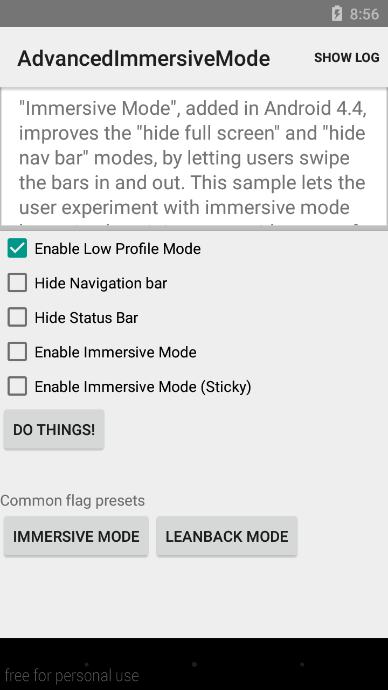 8:56
AdvancedImmersiveMode SHOW LOG
"Immersive Mode", added in Android 4.4,
improves the "hide full screen" and "hide
nav bar" modes, by letting users swipe
the bars in and out. This sample lets the
user experiment with immersive mode
Enable Low Profile Mode
Hide Navigation bar
Hide Status Bar
Enable Immersive Mode
Enable Immersive Mode (Sticky)
DO THINGS!
Common flag presets
IMMERSIVE MODE LEANBACK MODE
free for personal use